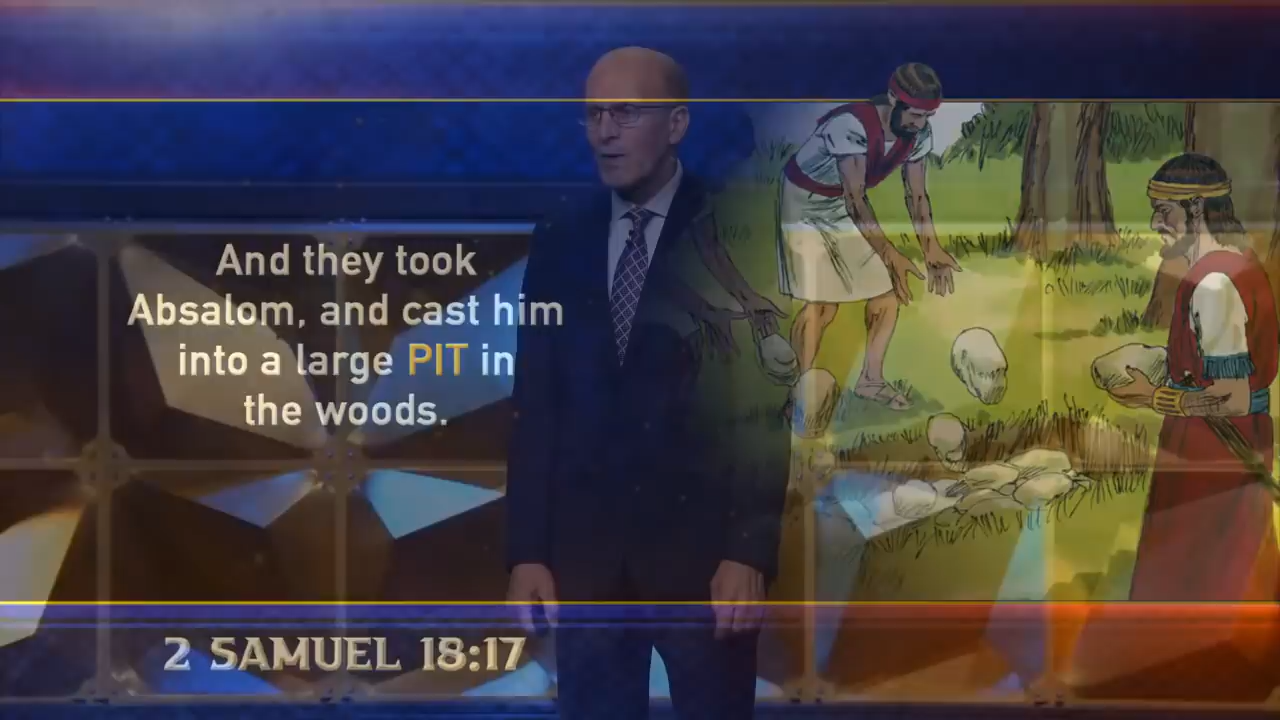 And they took
Absalom, and cast him
into a large PIT in
the woods.
2 SAMUEL 18:17